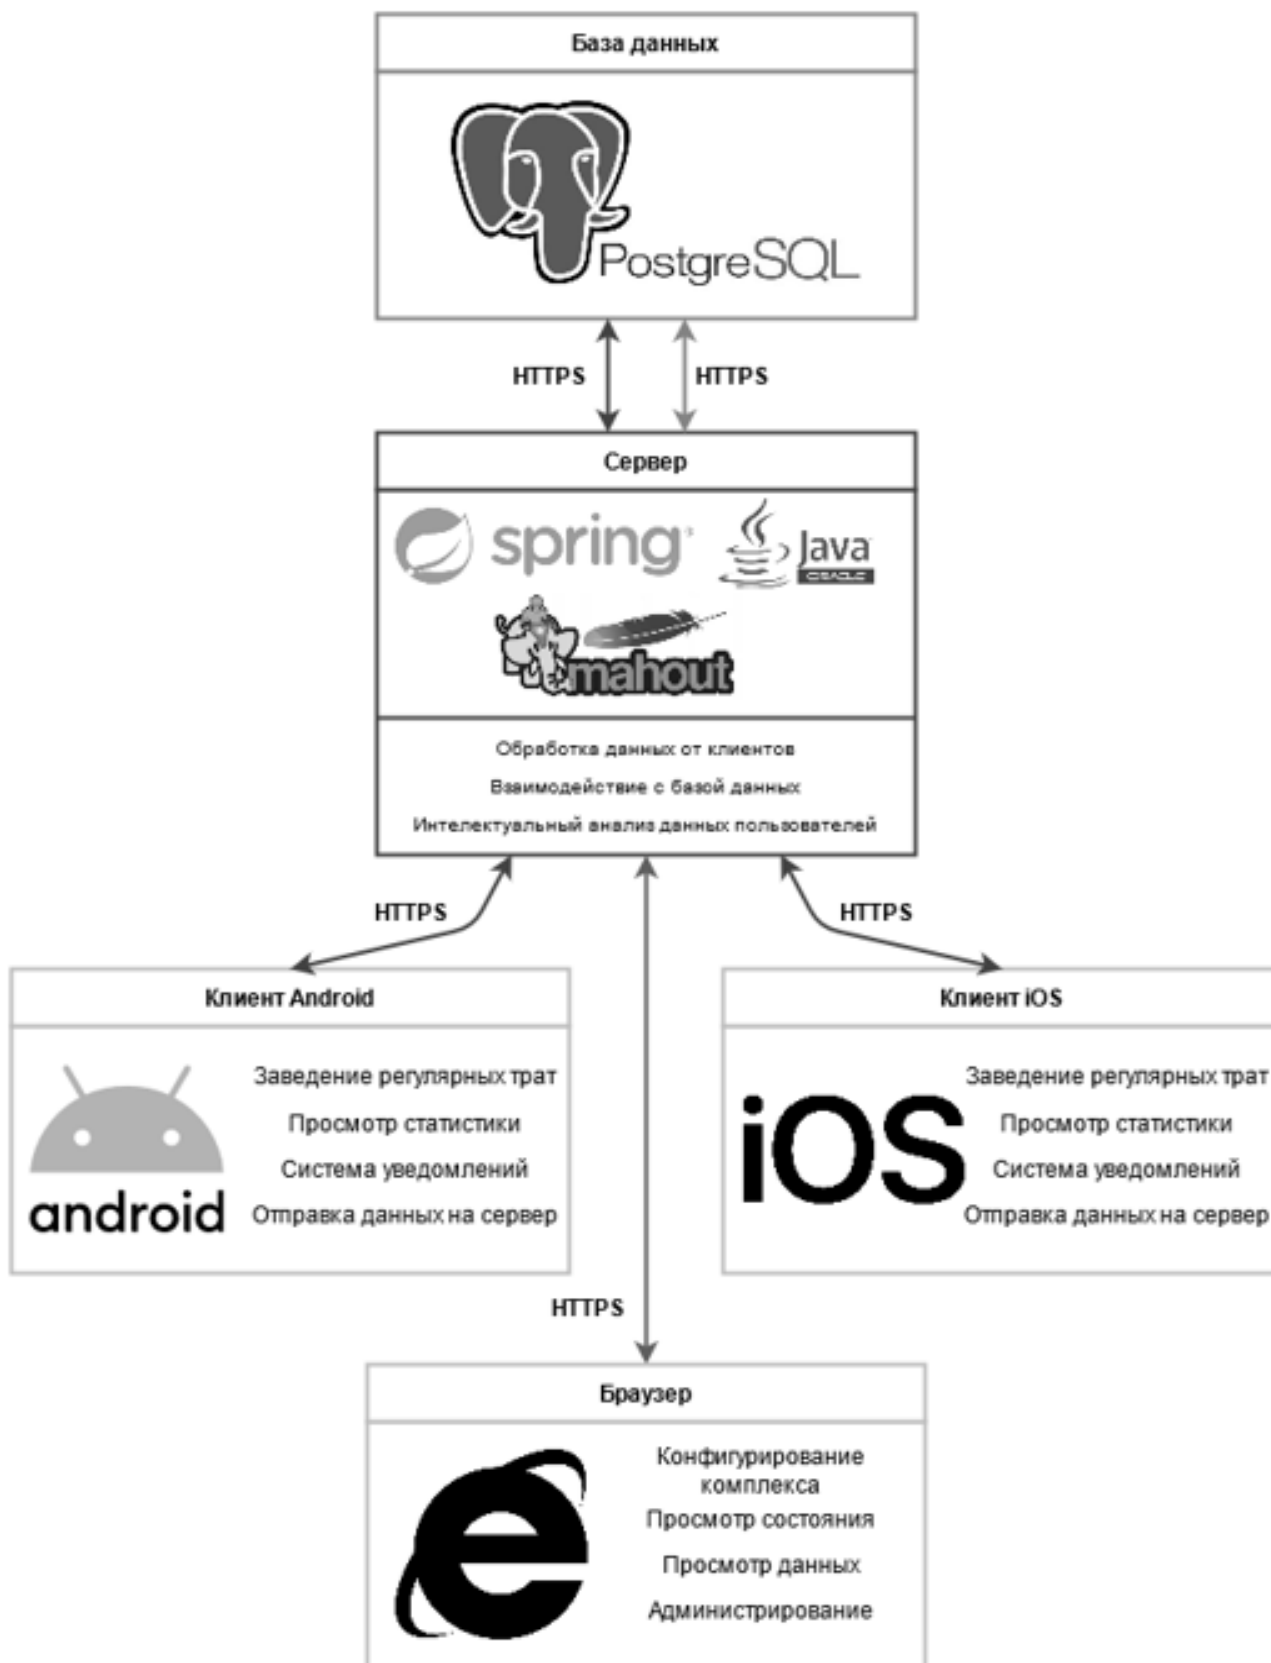 База данных
PostgreSQL
HTTPS
HTTPS
Сервер
spring
Java
ORACLE
mahout
Обработка данных от клиентов
Взаимодействие с базой данных
Интелектуальный анализ данных пользователей
HTTPS
HTTPS
Клиент Android
android
Заведение регулярных трат
Просмотр статистики
Система уведомлений
Отправка данных на сервер
Клиент iOS
iOS
Заведение регулярных трат
Просмотр статистики
Система уведомлений
Отправка данных на сервер
HTTPS
Браузер
Конфигурирование
комплекса
Просмотр состояния
Просмотр данных
Администрирование